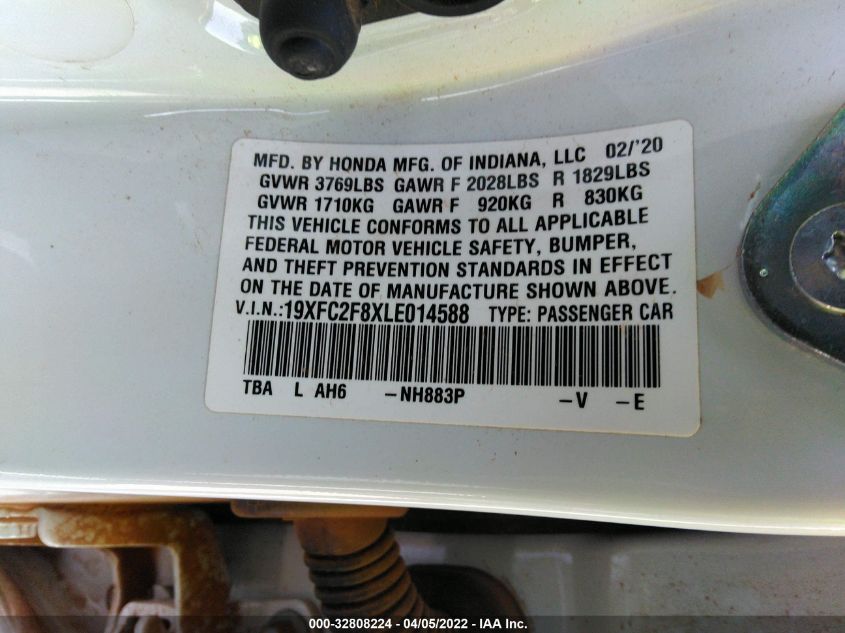 MFD. BY HONDA MFG. OF INDIANA, LLC 02/'20
GVWR 3769LBS GAWR F 2028LBS R 1829LBS
GVWR 1710KG GAWR F 920KG R 830KG
THIS VEHICLE CONFORMS TO ALL APPLICABLE
FEDERAL MOTOR VEHICLE SAFETY, BUMPER,
AND THEFT PREVENTION STANDARDS IN EFFECT
ON THE DATE OF MANUFACTURE SHOWN ABOVE.
V.I.N.:19XFC2F8XLE014588 TYPE: PASSENGER CAR
TBA L AH6 -NH883P -V -E
000-32808224 - 04/05/2022 - IAA Inc.